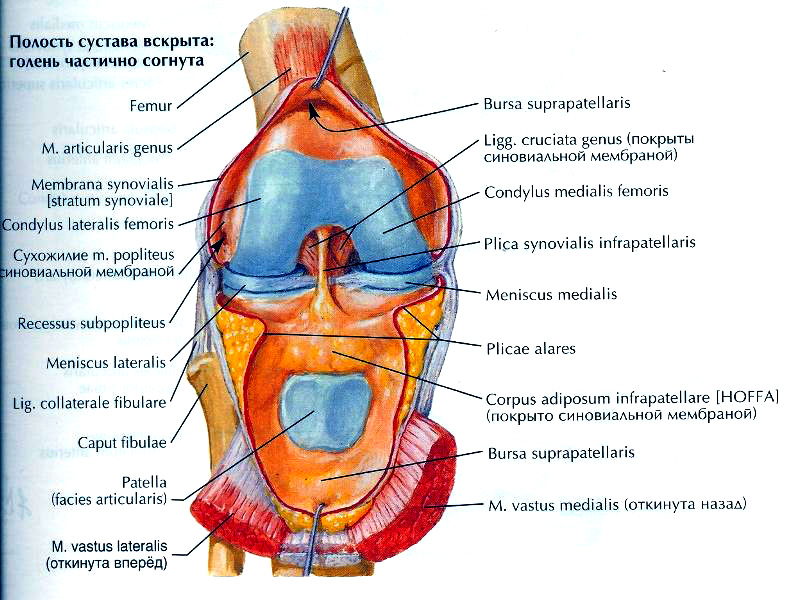 Полость сустава вскрыта:
голень частично согнута
Femur
M. articularis genus
Membrana synovialis
[stratum synoviale]
Condylus lateralis femoris
Сухожилие m. popliteus
синовиальной мембраной
Recessus subpopliteus
Meniscus lateralis
Lig. collaterale fibulare
Caput fibulae
Patella
(facies articularis)
M. vastus lateralis
(откинута вперёд)
Bursa suprapatellaris
Ligg. cruciata genus (покрыты
синовиальной мембраной)
Condylus medialis femoris
Plica synovialis infrapatellaris
Meniscus medialis
Plicae alares
Corpus adiposum infrapatellare [HOFFA]
(покрыто синовиальной мембраной)
Bursa suprapatellaris
M. vastus medialis (откинута назад)